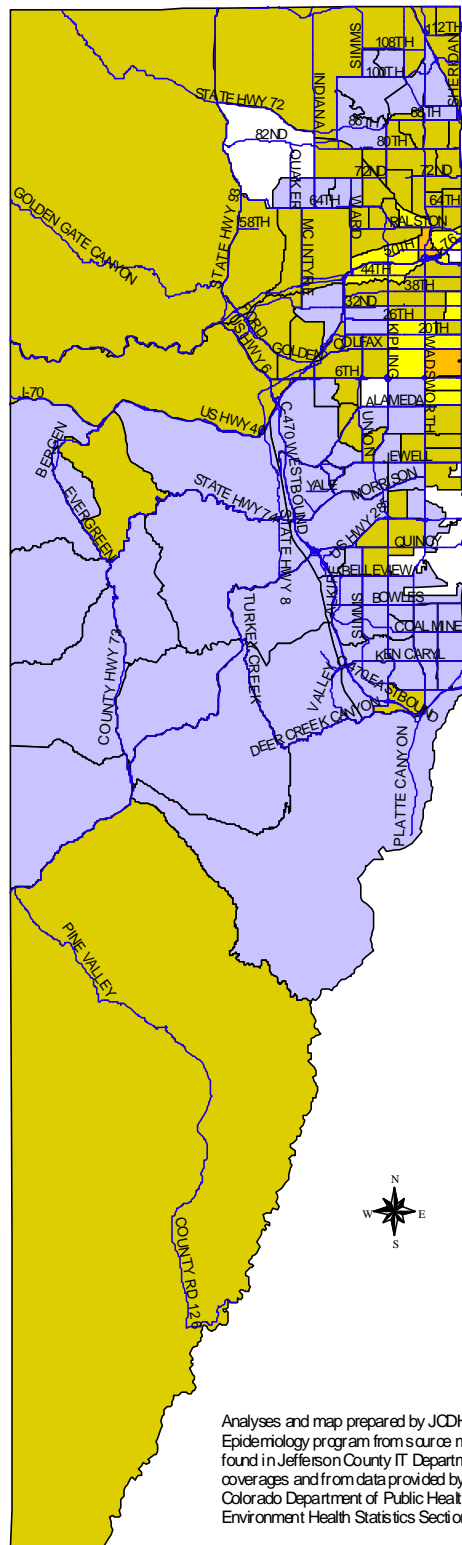 112TH
SIMMS
108TH
SHERIDAN
100TH
STATE HWY 72
INDIANA
88TH
86TH
82ND
80TH
QUAKER
72ND
72ND
64TH
WARD
64TH
GOLDEN GATE CANYON
STATE HWY 93
58TH
MC INTYRE
RALSTON
50TH
I-76
44TH
38TH
32ND
26TH
FORD
US HWY 6
GOLDEN
COLFAX
KIPLING
20TH
WADSWORTH
6TH
I-70
US HWY 40
ALAMEDA
UNION
BERGEN
C-470 WESTBOUND
JEWELL
EVERGREEN
YALE
MORRISON
STATE HWY 74
STATE HWY 8
US HWY 285
QUINCY
BELLEVIEW
TURKEY CREEK
SIMMS
BOWLES
COAL MINE
COUNTY HWY 73
KEN CARYL
VALLEY
C-470 EASTBOUND
DEER CREEK CANYON
PLATTE CANYON
PINE VALLEY
N
W E
S
COUNTY RD 126
Analyses and map prepared by JCDH
Epidemiology program from source m
found in Jefferson County IT Departm
coverages and from data provided by
Colorado Department of Public Healt
Environment Health Statistics Section